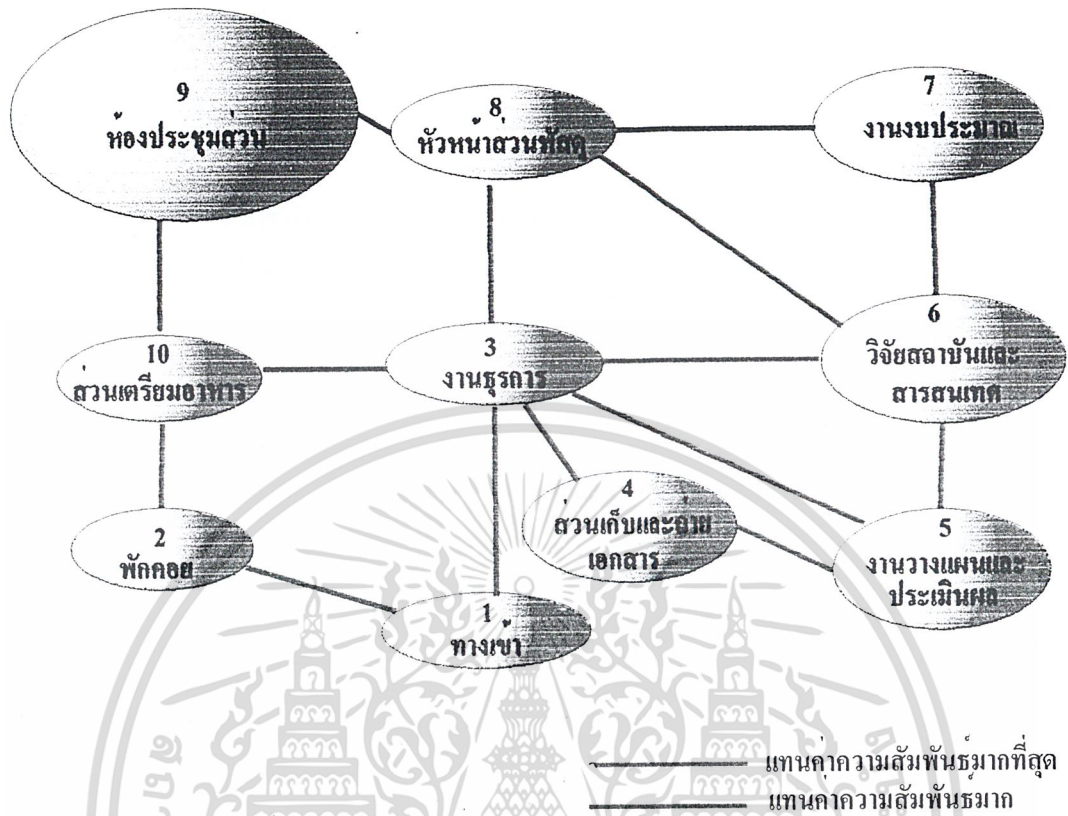 9
ห้องประชุมส่วน
8
หัวหน้าส่วนพัสดุ
7
งานงบประมาณ
10
ส่วนเตรียมอาหาร
3
งานธุรการ
6
วิจัยสถาบันและ
สารสนเทศ
2
พักคอย
4
ส่วนเก็บและถ่าย
เอกสาร
5
งานวางแผนและ
ประเมินผล
1
ทางเข้า
แทนค่าความสัมพันธ์มากที่สุด
แทนค่าความสัมพันธ์มาก